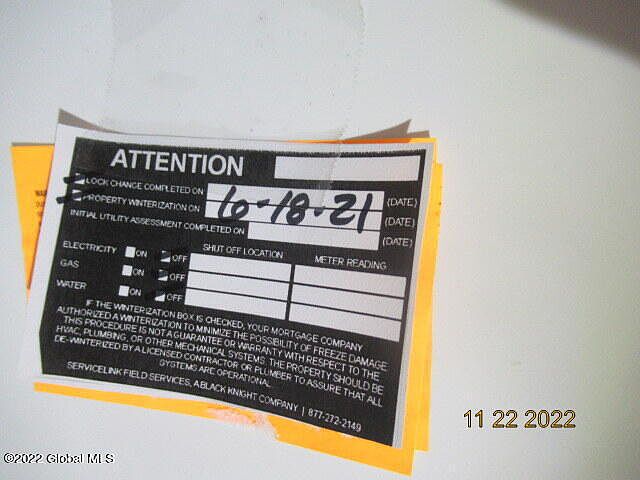 ATTENTION
LOCK CHANGE COMPLETED ON (DATE)
PROPERTY WINTERIZATION ON 6-18-21 (DATE)
INITIAL UTILITY ASSESSMENT COMPLETED ON (DATE)
SHUT OFF LOCATION METER READING
ELECTRICITY ON OFF
GAS ON OFF
WATER ON OFF
IF THE WINTERIZATION BOX IS CHECKED, YOUR MORTGAGE COMPANY
AUTHORIZED A WINTERIZATION TO MINIMIZE THE POSSIBILITY OF FREEZE DAMAGE
THIS PROCEDURE IS NOT A GUARANTEE OR WARRANTY WITH RESPECT TO THE
HVAC, PLUMBING, OR OTHER MECHANICAL SYSTEMS. THE PROPERTY SHOULD BE
DE-WINTERIZED BY A LICENSED CONTRACTOR OR PLUMBER TO ASSURE THAT ALL
SYSTEMS ARE OPERATIONAL.
SERVICELINK FIELD SERVICES, A BLACK KNIGHT COMPANY | 877-272-2149
11 22 2022
©2022 Global MLS